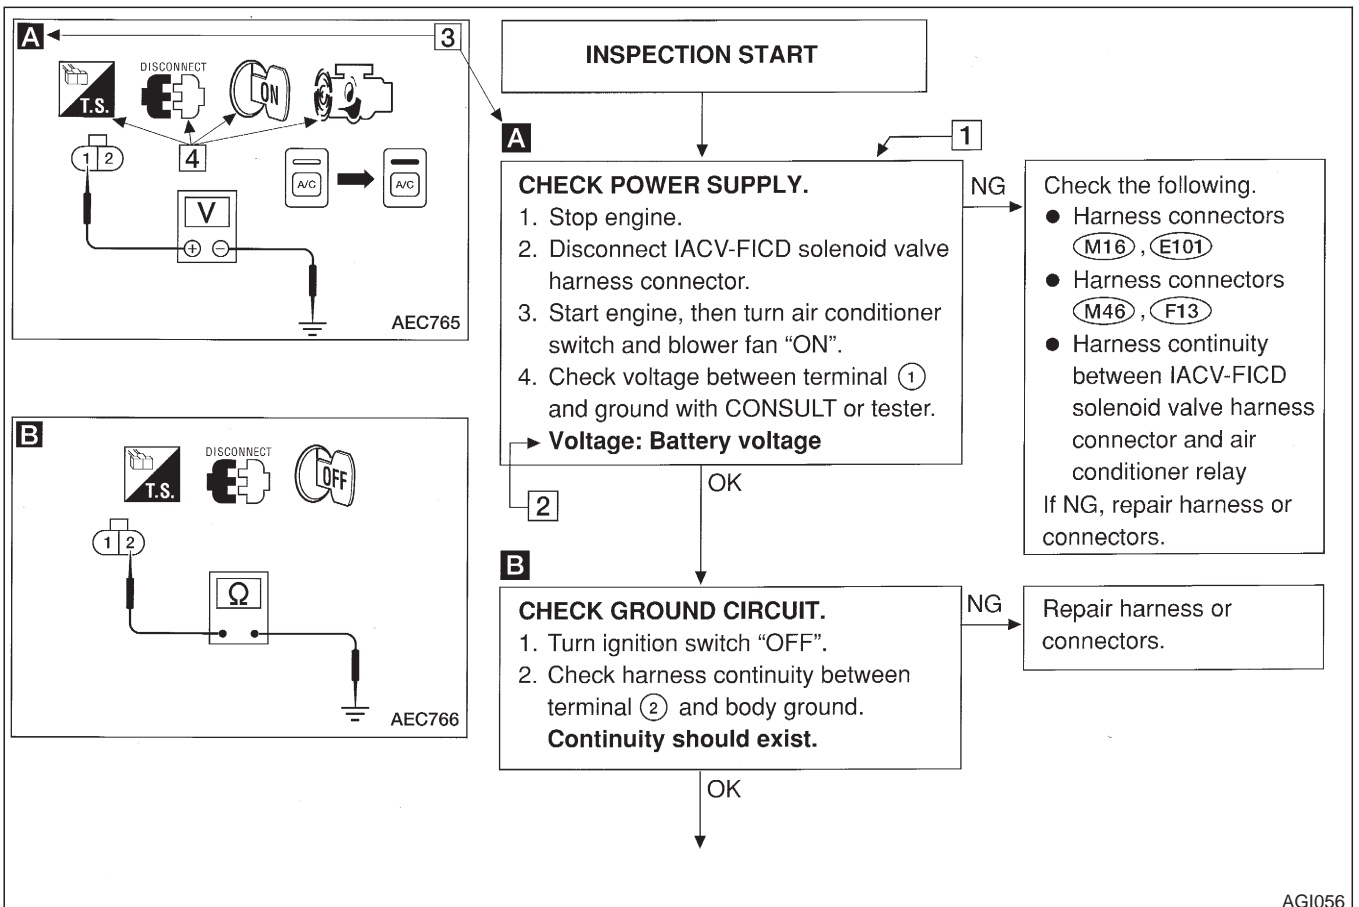 A
3
DISCONNECT
T.S.
ON
4
1 2
A/C
A/C
V
+ −
AEC765
B
DISCONNECT
T.S.
OFF
1 2
Ω
AEC766
INSPECTION START
A
1
CHECK POWER SUPPLY.
1. Stop engine.
2. Disconnect IACV-FICD solenoid valve
harness connector.
3. Start engine, then turn air conditioner
switch and blower fan “ON”.
4. Check voltage between terminal ①
and ground with CONSULT or tester.
Voltage: Battery voltage
2
NG
Check the following.
● Harness connectors
M16 , E101
● Harness connectors
M46 , F13
● Harness continuity
between IACV-FICD
solenoid valve harness
connector and air
conditioner relay
If NG, repair harness or
connectors.
OK
B
CHECK GROUND CIRCUIT.
1. Turn ignition switch “OFF”.
2. Check harness continuity between
terminal ② and body ground.
Continuity should exist.
NG
Repair harness or
connectors.
OK
AGI056